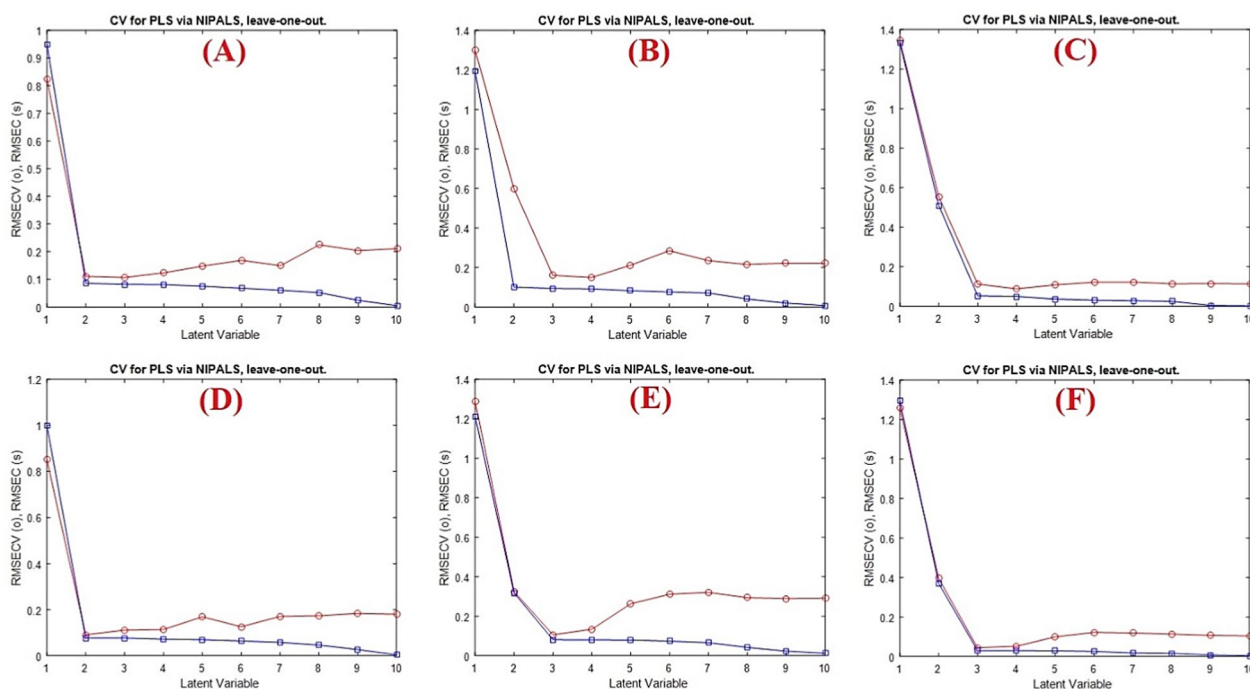 CV for PLS via NIPALS, leave-one-out.
(A)
RMSECV (o), RMSEC (s)
1
0.9
0.8
0.7
0.6
0.5
0.4
0.3
0.2
0.1
0
1 2 3 4 5 6 7 8 9 10
Latent Variable
CV for PLS via NIPALS, leave-one-out.
(B)
RMSECV (o), RMSEC (s)
1.4
1.2
1
0.8
0.6
0.4
0.2
0
1 2 3 4 5 6 7 8 9 10
Latent Variable
CV for PLS via NIPALS, leave-one-out.
(C)
RMSECV (o), RMSEC (s)
1.4
1.2
1
0.8
0.6
0.4
0.2
0
1 2 3 4 5 6 7 8 9 10
Latent Variable
CV for PLS via NIPALS, leave-one-out.
(D)
RMSECV (o), RMSEC (s)
1.2
1
0.8
0.6
0.4
0.2
0
1 2 3 4 5 6 7 8 9 10
Latent Variable
CV for PLS via NIPALS, leave-one-out.
(E)
RMSECV (o), RMSEC (s)
1.4
1.2
1
0.8
0.6
0.4
0.2
0
1 2 3 4 5 6 7 8 9 10
Latent Variable
CV for PLS via NIPALS, leave-one-out.
(F)
RMSECV (o), RMSEC (s)
1.4
1.2
1
0.8
0.6
0.4
0.2
0
1 2 3 4 5 6 7 8 9 10
Latent Variable